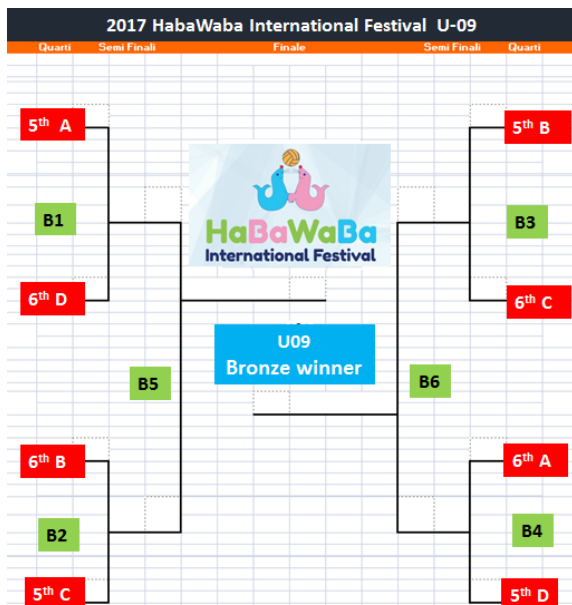 2017 HabaWaba International Festival U-09
Quarti Semi Finali Finale Semi Finali Quarti
5th A
5th B
B1
B3
HaBaWaBa
International Festival
6th D
6th C
U09
Bronze winner
B5
B6
6th B
6th A
B2
B4
5th C
5th D